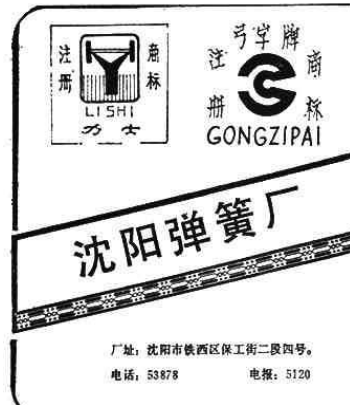 注册 商标
LISHI
力士
弓字牌
注册 商标
GONGZIPAI
沈阳弹簧厂
厂址：沈阳市铁西区保工街二段四号。
电话：53878 电报：5120